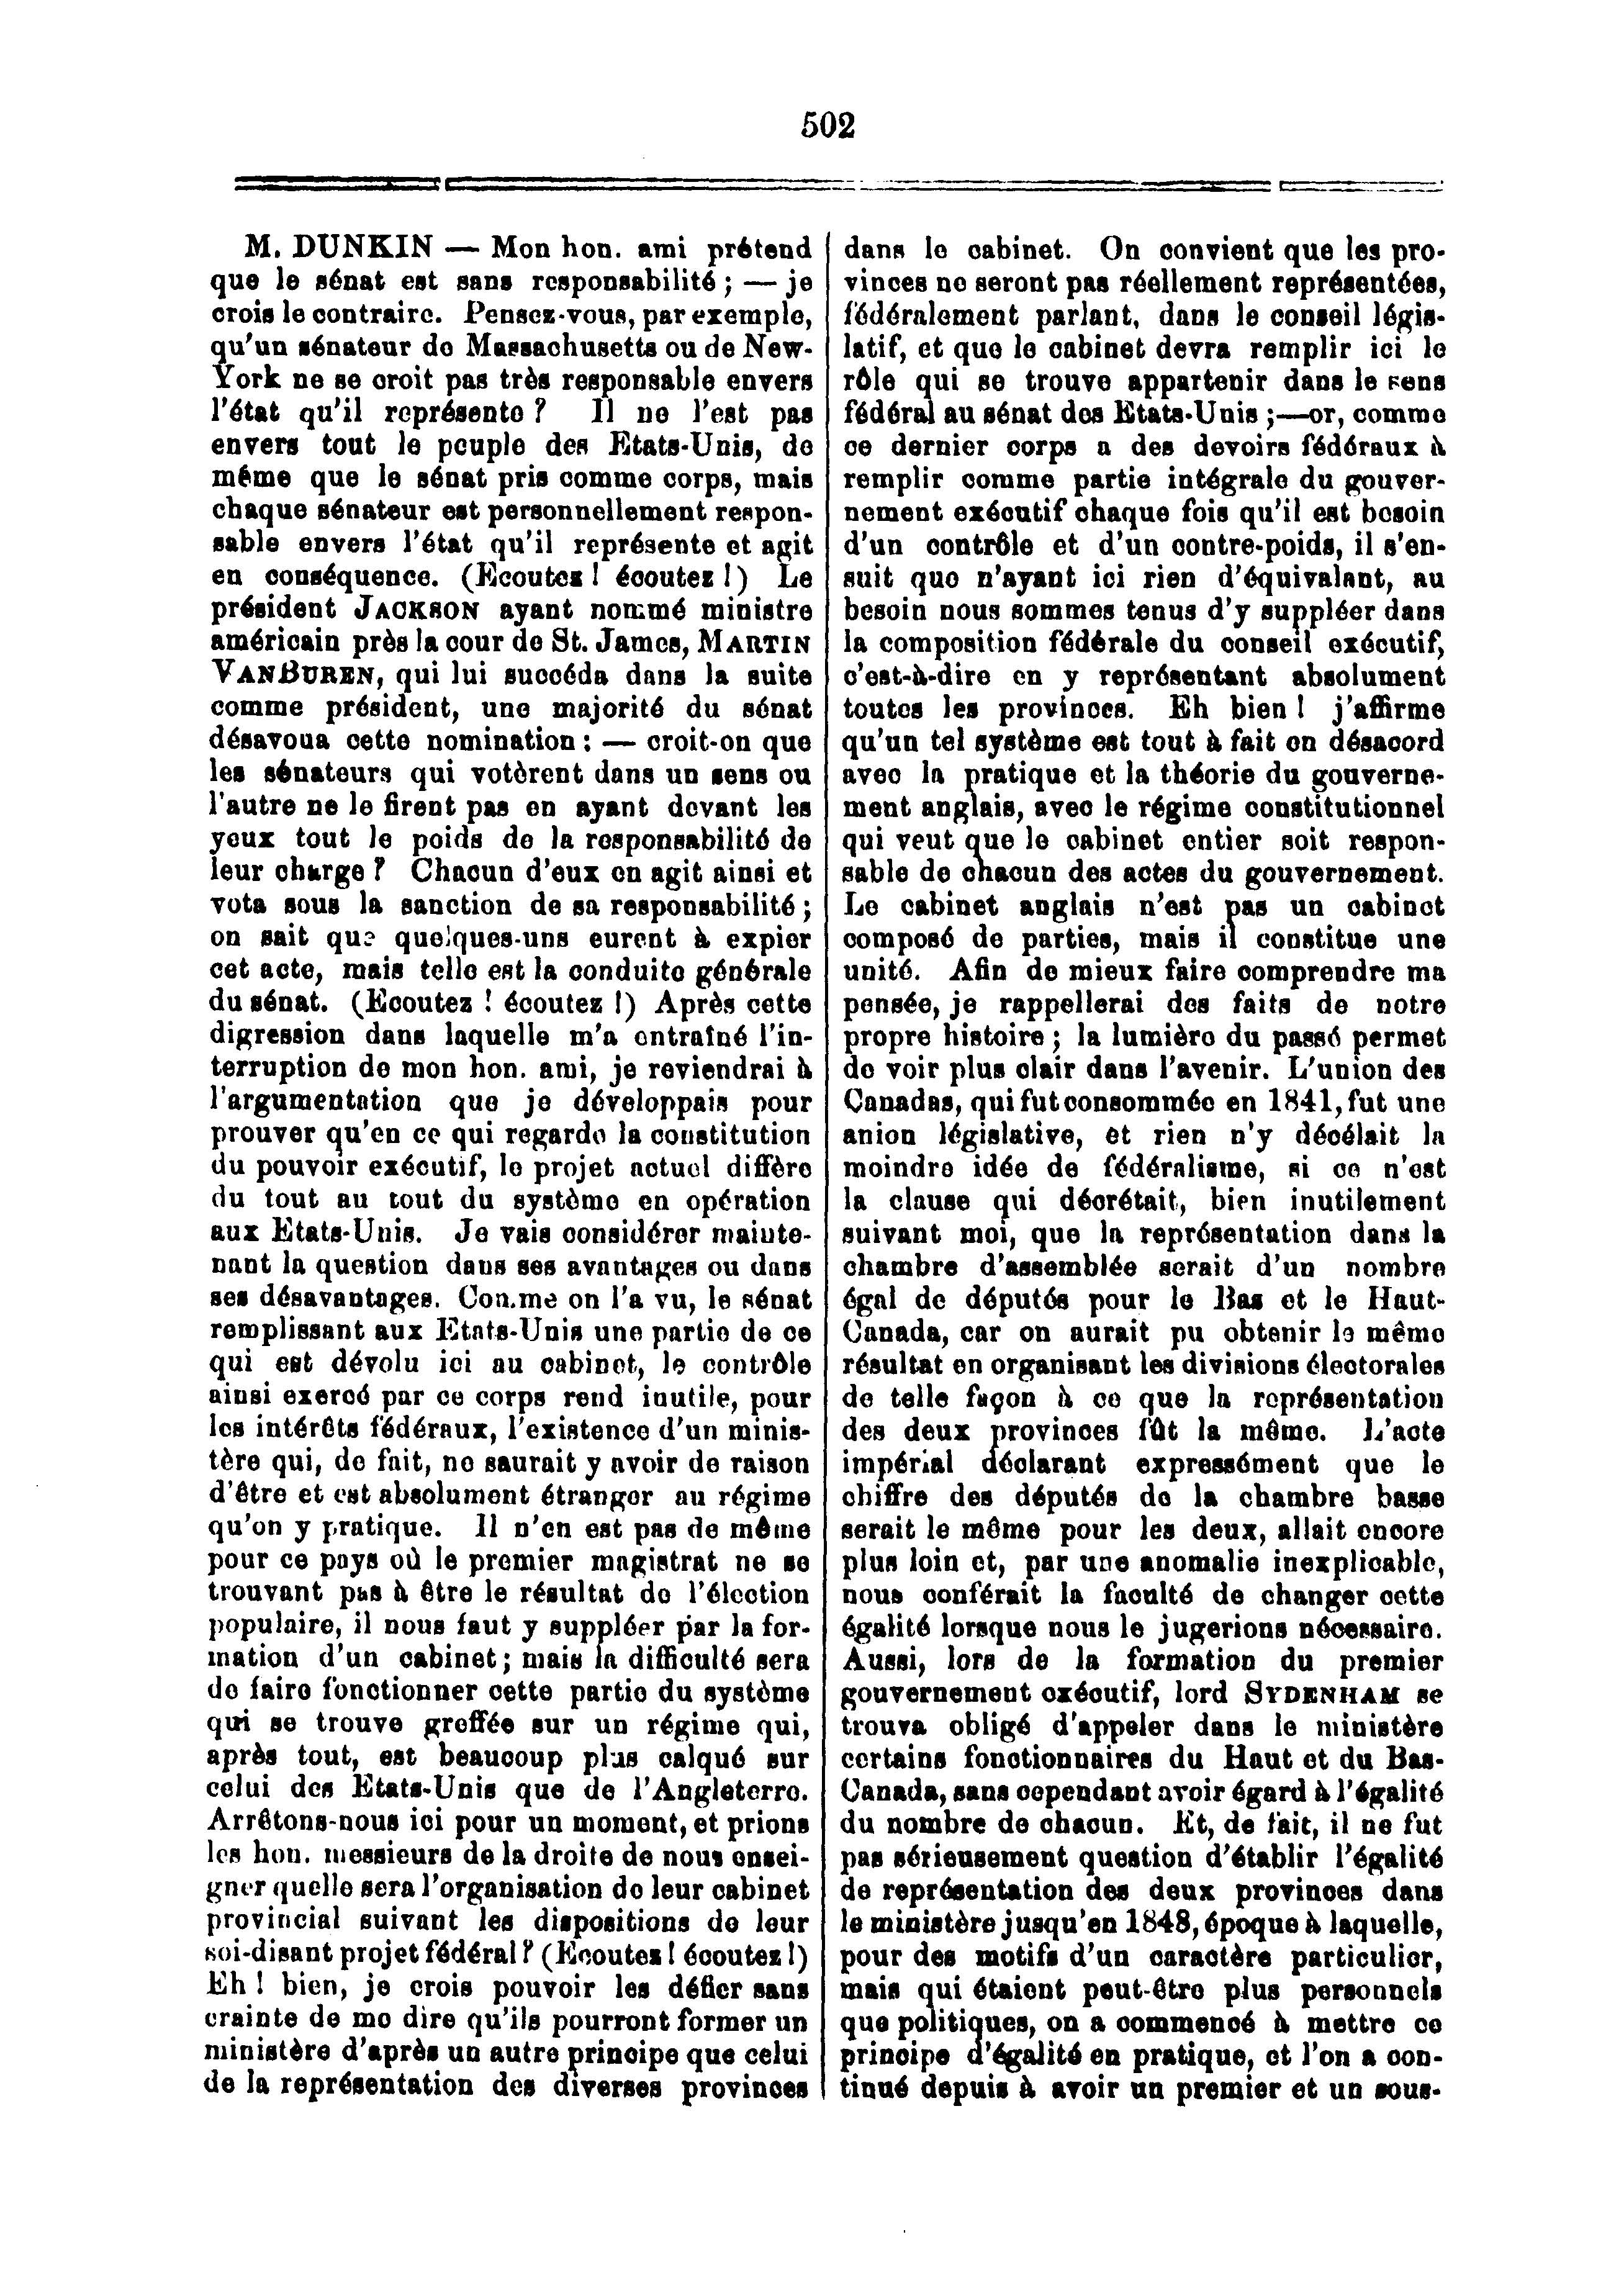 502
M. DUNKIN — Mon hon. ami prétend
que le sénat est sans responsabilité ; — je
crois le contraire. Pensez-vous, par exemple,
qu'un sénateur de Massachusetts ou de New-
York ne se croit pas très responsable envers
l'état qu'il représente ? Il ne l'est pas
envers tout le peuple des Etats-Unis, de
même que le sénat pris comme corps, mais
chaque sénateur est personnellement respon-
sable envers l'état qu'il représente et agit
en conséquence. (Ecoutez ! écoutez !) Le
président JACKSON ayant nommé ministre
américain près la cour de St. James, MARTIN
VANBUREN, qui lui succéda dans la suite
comme président, une majorité du sénat
désavoua cette nomination : — croit-on que
les sénateurs qui votèrent dans un sens ou
l'autre ne le firent pas en ayant devant les
yeux tout le poids de la responsabilité de
leur charge ? Chacun d'eux en agit ainsi et
vota sous la sanction de sa responsabilité ;
on sait que quelques-uns eurent à expier
cet acte, mais telle est la conduite générale
du sénat. (Ecoutez ! écoutez !) Après cette
digression dans laquelle m'a entraîné l'in-
terruption de mon hon. ami, je reviendrai à
l'argumentation que je développais pour
prouver qu'en ce qui regarde la constitution
du pouvoir exécutif, le projet actuel diffère
du tout au tout du système en opération
aux Etats-Unis. Je vais considérer mainte-
nant la question dans ses avantages ou dans
ses désavantages. Comme on l'a vu, le sénat
remplissant aux Etats-Unis une partie de ce
qui est dévolu ici au cabinet, le contrôle
ainsi exercé par ce corps rend inutile, pour
les intérêts fédéraux, l'existence d'un minis-
tère qui, de fait, ne saurait y avoir de raison
d'être et est absolument étranger au régime
qu'on y pratique. Il n'en est pas de même
pour ce pays où le premier magistrat ne se
trouvant pas à être le résultat de l'élection
populaire, il nous faut y suppléer par la for-
mation d'un cabinet ; mais la difficulté sera
de faire fonctionner cette partie du système
qui se trouve greffée sur un régime qui,
après tout, est beaucoup plus calqué sur
celui des Etats-Unis que de l'Angleterre.
Arrêtons-nous ici pour un moment, et prions
les hon. messieurs de la droite de nous ensei-
gner quelle sera l'organisation de leur cabinet
provincial suivant les dispositions de leur
soi-disant projet fédéral ? (Ecoutez ! écoutez !)
Eh ! bien, je crois pouvoir les défier sans
crainte de me dire qu'ils pourront former un
ministère d'après un autre principe que celui
de la représentation des diverses provinces
dans le cabinet. On convient que les pro-
vinces ne seront pas réellement représentées,
fédéralement parlant, dans le conseil légis-
latif, et que le cabinet devra remplir ici le
rôle qui se trouve appartenir dans le sens
fédéral au sénat des Etats-Unis ;—or, comme
ce dernier corps a des devoirs fédéraux à
remplir comme partie intégrale du gouver-
nement exécutif chaque fois qu'il est besoin
d'un contrôle et d'un contre-poids, il s'en-
suit que n'ayant ici rien d'équivalant, au
besoin nous sommes tenus d'y suppléer dans
la composition fédérale du conseil exécutif,
c'est-à-dire en y représentant absolument
toutes les provinces. Eh bien ! j'affirme
qu'un tel système est tout à fait en désacord
avec la pratique et la théorie du gouverne-
ment anglais, avec le régime constitutionnel
qui veut que le cabinet entier soit respon-
sable de chacun des actes du gouvernement.
Le cabinet anglais n'est pas un cabinet
composé de parties, mais il constitue une
unité. Afin de mieux faire comprendre ma
pensée, je rappellerai des faits de notre
propre histoire ; la lumière du passé permet
de voir plus clair dans l'avenir. L'union des
Canadas, qui fut consommée en 1841, fut une
anion législative, et rien n'y décélait la
moindre idée de fédéralisme, si ce n'est
la clause qui décrétait, bien inutilement
suivant moi, que la représentation dans la
chambre d'assemblée serait d'un nombre
égal de députés pour le Bas et le Haut-
Canada, car on aurait pu obtenir le même
résultat en organisant les divisions électorales
de telle façon à ce que la représentation
des deux provinces fût la même. L'acte
impérial déclarant expressément que le
chiffre des députés de la chambre basse
serait le même pour les deux, allait encore
plus loin et, par une anomalie inexplicable,
nous conférait la faculté de changer cette
égalité lorsque nous le jugerions nécessaire.
Aussi, lors de la formation du premier
gouvernement exécutif, lord SYDENHAM se
trouva obligé d'appeler dans le ministère
certains fonctionnaires du Haut et du Bas-
Canada, sans cependant avoir égard à l'égalité
du nombre de chacun. Et, de fait, il ne fut
pas sérieusement question d'établir l'égalité
de représentation des deux provinces dans
le ministère jusqu'en 1848, époque à laquelle,
pour des motifs d'un caractère particulier,
mais qui étaient peut-être plus personnels
que politiques, on a commencé à mettre ce
principe d'égalité en pratique, et l'on a con-
tinué depuis à avoir un premier et un sous-